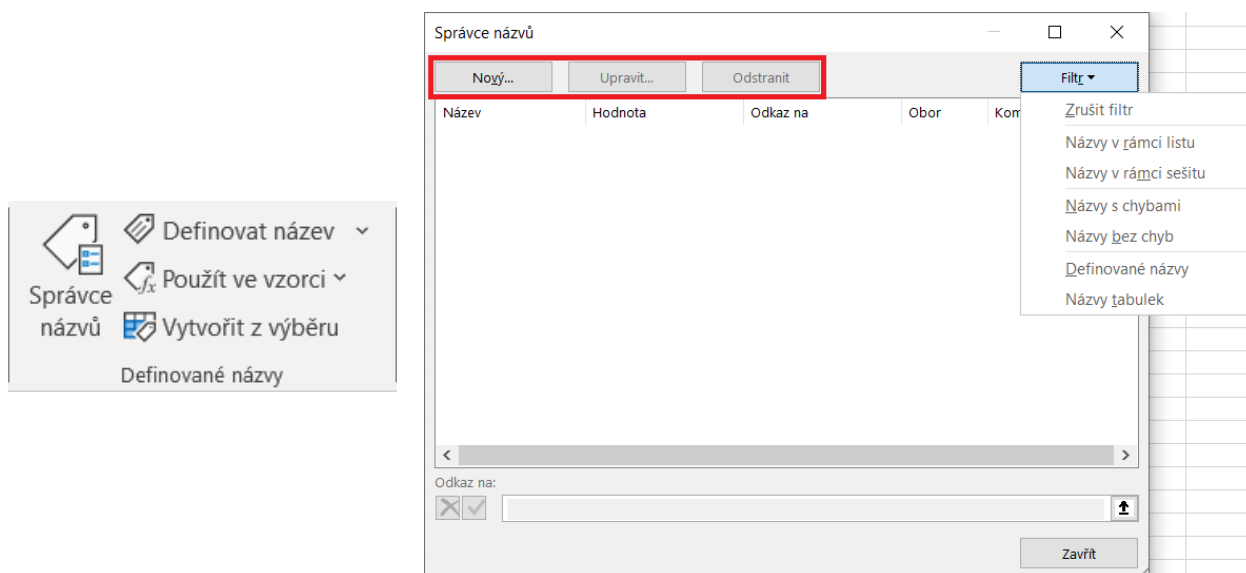 Správce
názvů
Definovat název
Použít ve vzorci
Vytvořit z výběru
Definované názvy
Správce názvů
Nový... Upravit... Odstranit Filtr
Název Hodnota Odkaz na Obor Kom
Zrušit filtr
Názvy v rámci listu
Názvy v rámci sešitu
Názvy s chybami
Názvy bez chyb
Definované názvy
Názvy tabulek
Odkaz na:
Zavřít